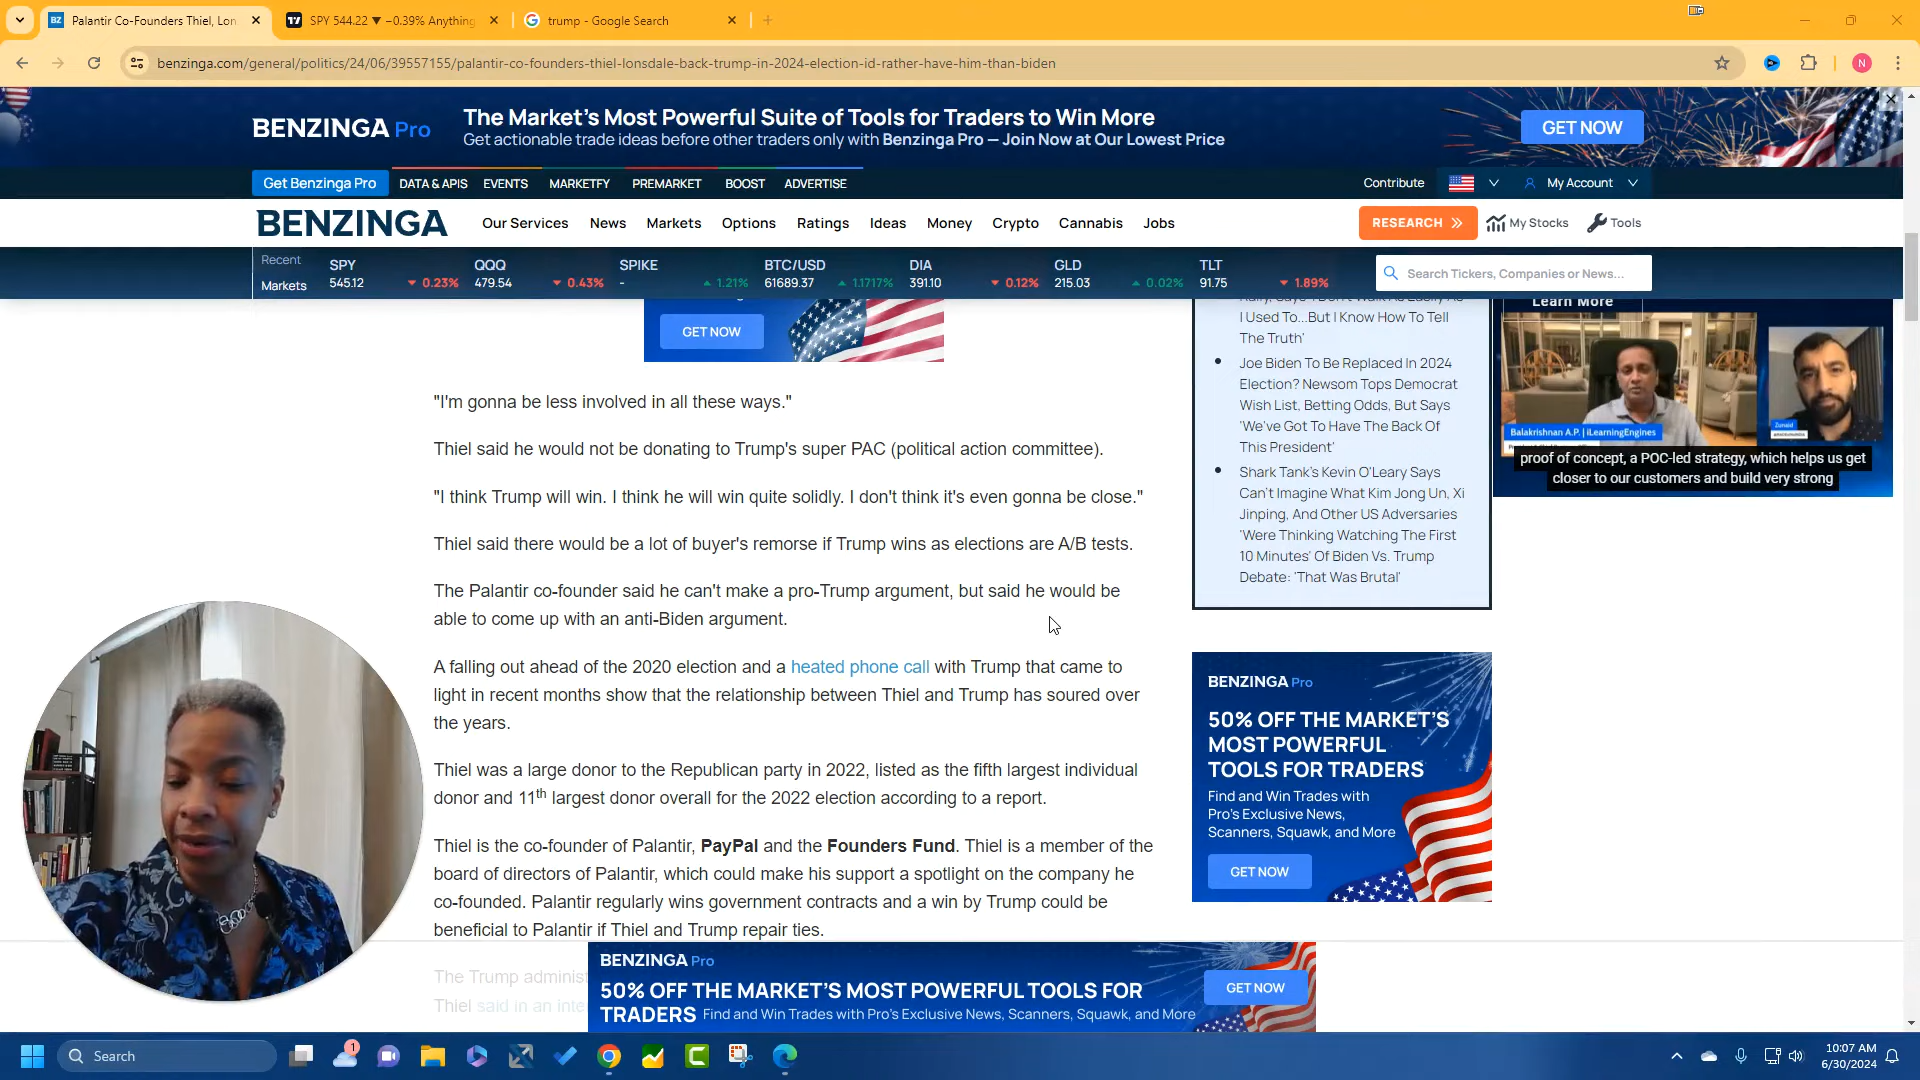 Palantir Co-Founders Thiel, Lon
SPY 544.22 ▼ −0.39% Anything
trump - Google Search
benzinga.com/general/politics/24/06/39557155/palantir-co-founders-thiel-lonsdale-back-trump-in-2024-election-id-rather-have-him-than-biden
N
BENZINGA Pro
The Market's Most Powerful Suite of Tools for Traders to Win More
Get actionable trade ideas before other traders only with Benzinga Pro — Join Now at Our Lowest Price
GET NOW
Get Benzinga Pro
DATA & APIS
EVENTS
MARKETFY
PREMARKET
BOOST
ADVERTISE
Contribute
My Account
BENZINGA
Our Services
News
Markets
Options
Ratings
Ideas
Money
Crypto
Cannabis
Jobs
RESEARCH
My Stocks
Tools
Recent
Markets
SPY
545.12
▼ 0.23%
QQQ
479.54
▼ 0.43%
SPIKE
-
▲ 1.21%
BTC/USD
61689.37
▲ 1.1717%
DIA
391.10
▼ 0.12%
GLD
215.03
▲ 0.02%
TLT
91.75
▼ 1.89%
Search Tickers, Companies or News...
GET NOW
"I'm gonna be less involved in all these ways."
Thiel said he would not be donating to Trump's super PAC (political action committee).
"I think Trump will win. I think he will win quite solidly. I don't think it's even gonna be close."
Thiel said there would be a lot of buyer's remorse if Trump wins as elections are A/B tests.
The Palantir co-founder said he can't make a pro-Trump argument, but said he would be
able to come up with an anti-Biden argument.
A falling out ahead of the 2020 election and a heated phone call with Trump that came to
light in recent months show that the relationship between Thiel and Trump has soured over
the years.
Thiel was a large donor to the Republican party in 2022, listed as the fifth largest individual
donor and 11th largest donor overall for the 2022 election according to a report.
Thiel is the co-founder of Palantir, PayPal and the Founders Fund. Thiel is a member of the
board of directors of Palantir, which could make his support a spotlight on the company he
co-founded. Palantir regularly wins government contracts and a win by Trump could be
beneficial to Palantir if Thiel and Trump repair ties.
The Trump administ
Thiel said in an inte
Rally, Says 'I Don't Walk As Easily As
I Used To...But I Know How To Tell
The Truth'
Joe Biden To Be Replaced In 2024
Election? Newsom Tops Democrat
Wish List, Betting Odds, But Says
'We've Got To Have The Back Of
This President'
Shark Tank's Kevin O'Leary Says
Can't Imagine What Kim Jong Un, Xi
Jinping, And Other US Adversaries
'Were Thinking Watching The First
10 Minutes' Of Biden Vs. Trump
Debate: 'That Was Brutal'
Learn More
Balakrishnan A.P. | iLearningEngines
Zunaid
proof of concept, a POC-led strategy, which helps us get
closer to our customers and build very strong
BENZINGA Pro
50% OFF THE MARKET'S
MOST POWERFUL
TOOLS FOR TRADERS
Find and Win Trades with
Pro's Exclusive News,
Scanners, Squawk, and More
GET NOW
BENZINGA Pro
50% OFF THE MARKET'S MOST POWERFUL TOOLS FOR
TRADERS Find and Win Trades with Pro's Exclusive News, Scanners, Squawk, and More
GET NOW
Search
1
10:07 AM
6/30/2024